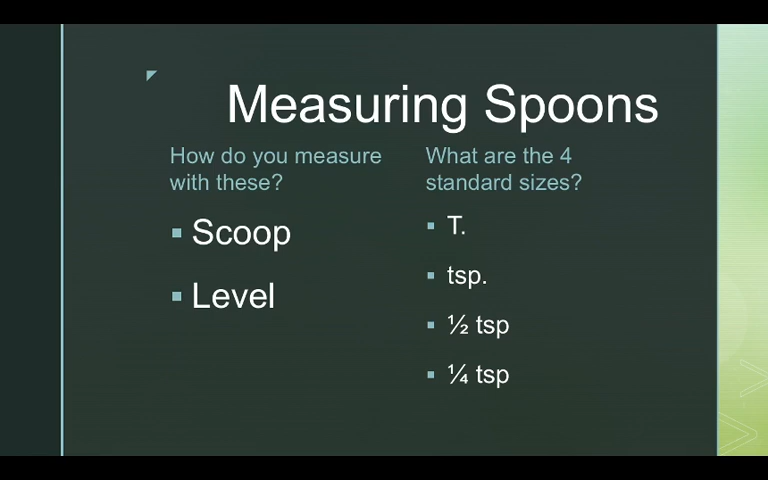 Measuring Spoons
How do you measure
with these?
▪ Scoop
▪ Level
What are the 4
standard sizes?
▪ T.
▪ tsp.
▪ ½ tsp
▪ ¼ tsp